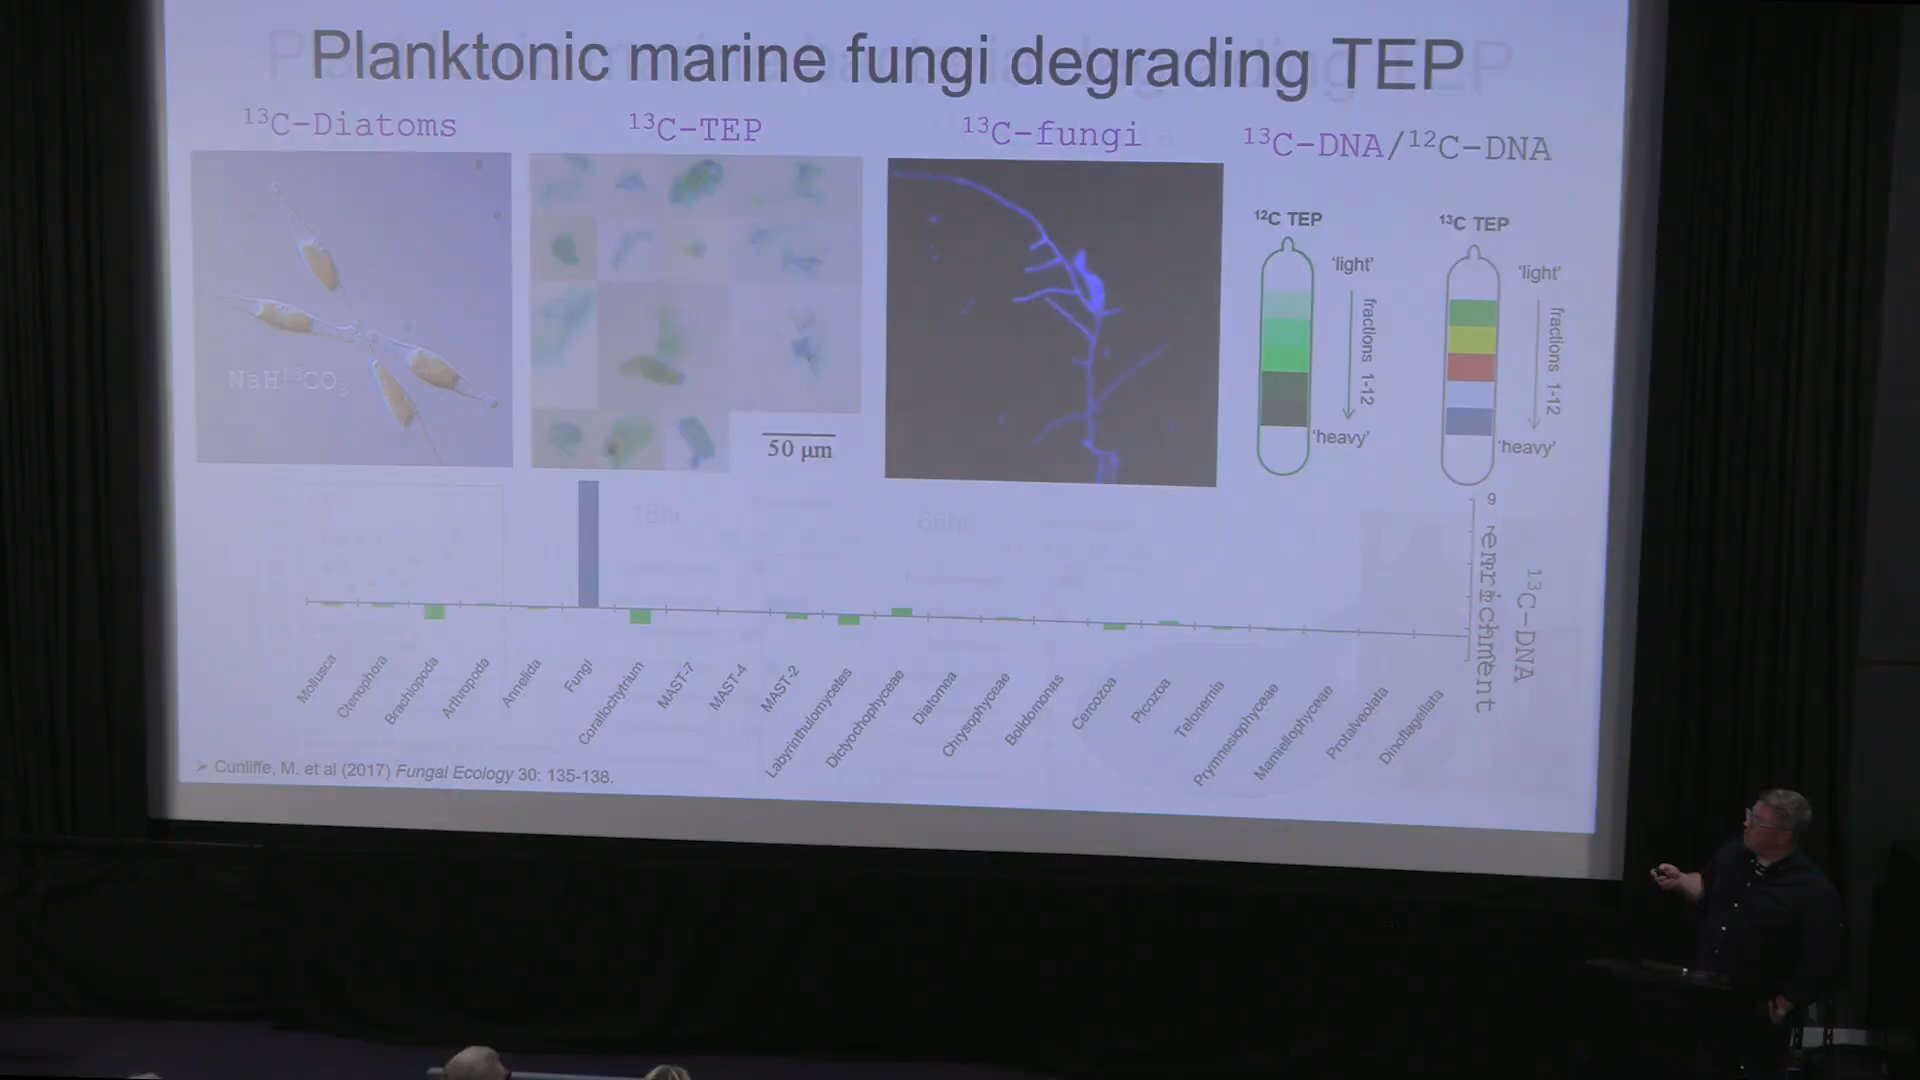 Planktonic marine fungi degrading TEP
¹³C-Diatoms
¹³C-TEP
¹³C-fungi
¹³C-DNA/¹²C-DNA
NaH¹³CO₃
50 µm
¹²C TEP
'light'
fractions 1-12
'heavy'
¹³C TEP
'light'
fractions 1-12
'heavy'
18hr
66hr
9
enrichment
¹³C-DNA
Mollusca
Ctenophora
Brachiopoda
Arthropoda
Annelida
Fungi
Corallochytrium
MAST-7
MAST-4
MAST-2
Labyrinthulomycetes
Dictyochophyceae
Diatomea
Chrysophyceae
Bolidomonas
Cercozoa
Picozoa
Telonemia
Prymnesiophyceae
Mamiellophyceae
Protalveolata
Dinoflagellata
➢ Cunliffe, M. et al (2017) Fungal Ecology 30: 135-138.